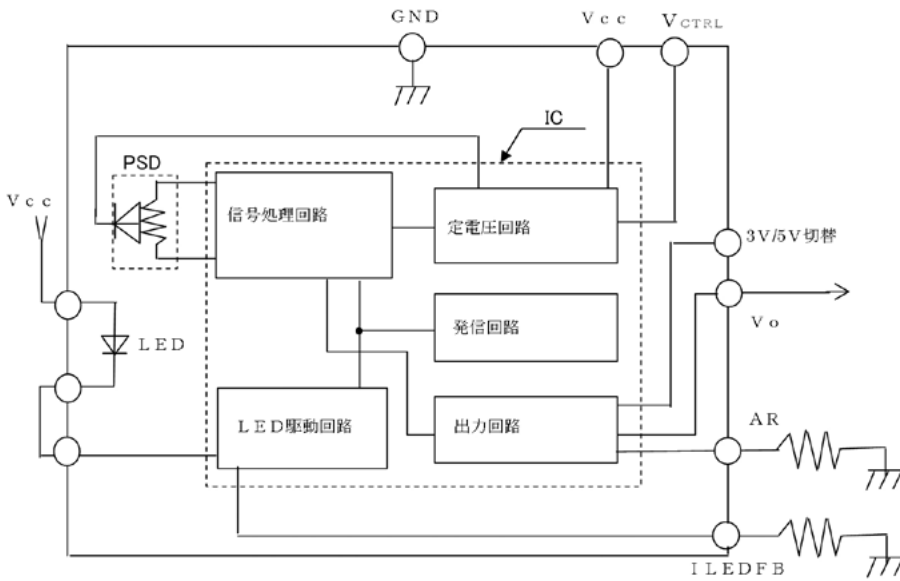 GND
Vcc
VCTRL
IC
PSD
Vcc
信号処理回路
定電圧回路
3V/5V切替
発信回路
Vo
LED
LED駆動回路
出力回路
AR
ILEDFB